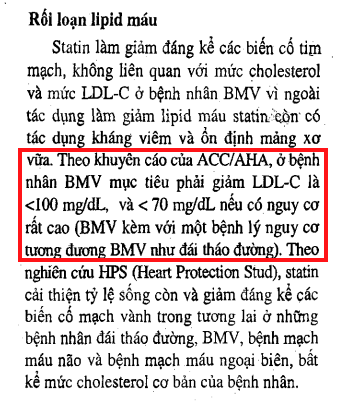 Rối loạn lipid máu
Statin làm giảm đáng kể các biến cố tim
mạch, không liên quan với mức cholesterol
và mức LDL-C ở bệnh nhân BMV vì ngoài
tác dụng làm giảm lipid máu statin còn có
tác dụng kháng viêm và ổn định mảng xơ
vữa. Theo khuyên cáo của ACC/AHA, ở bệnh
nhân BMV mục tiêu phải giảm LDL-C là
<100 mg/dL, và < 70 mg/dL nếu có nguy cơ
rất cao (BMV kèm với một bệnh lý nguy cơ
tương đương BMV như đái tháo đường). Theo
nghiên cứu HPS (Heart Protection Stud), statin
cải thiện tỷ lệ sống còn và giảm đáng kể các
biến cố mạch vành trong tương lai ở những
bệnh nhân đái tháo đường, BMV, bệnh mạch
máu não và bệnh mạch máu ngoại biên, bất
kể mức cholesterol cơ bản của bệnh nhân.